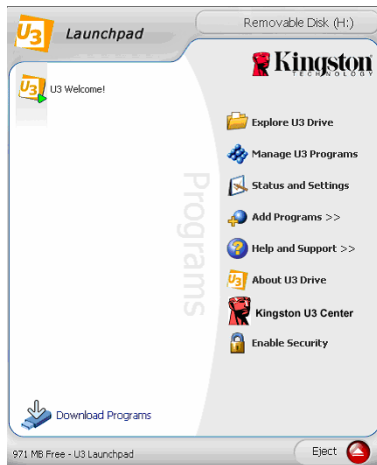 U3 Launchpad
Removable Disk (H:)
Kingston
TECHNOLOGY
U3 U3 Welcome!
Programs
Explore U3 Drive
Manage U3 Programs
Status and Settings
Add Programs >>
Help and Support >>
U3 About U3 Drive
Kingston U3 Center
Enable Security
Download Programs
971 MB Free - U3 Launchpad
Eject